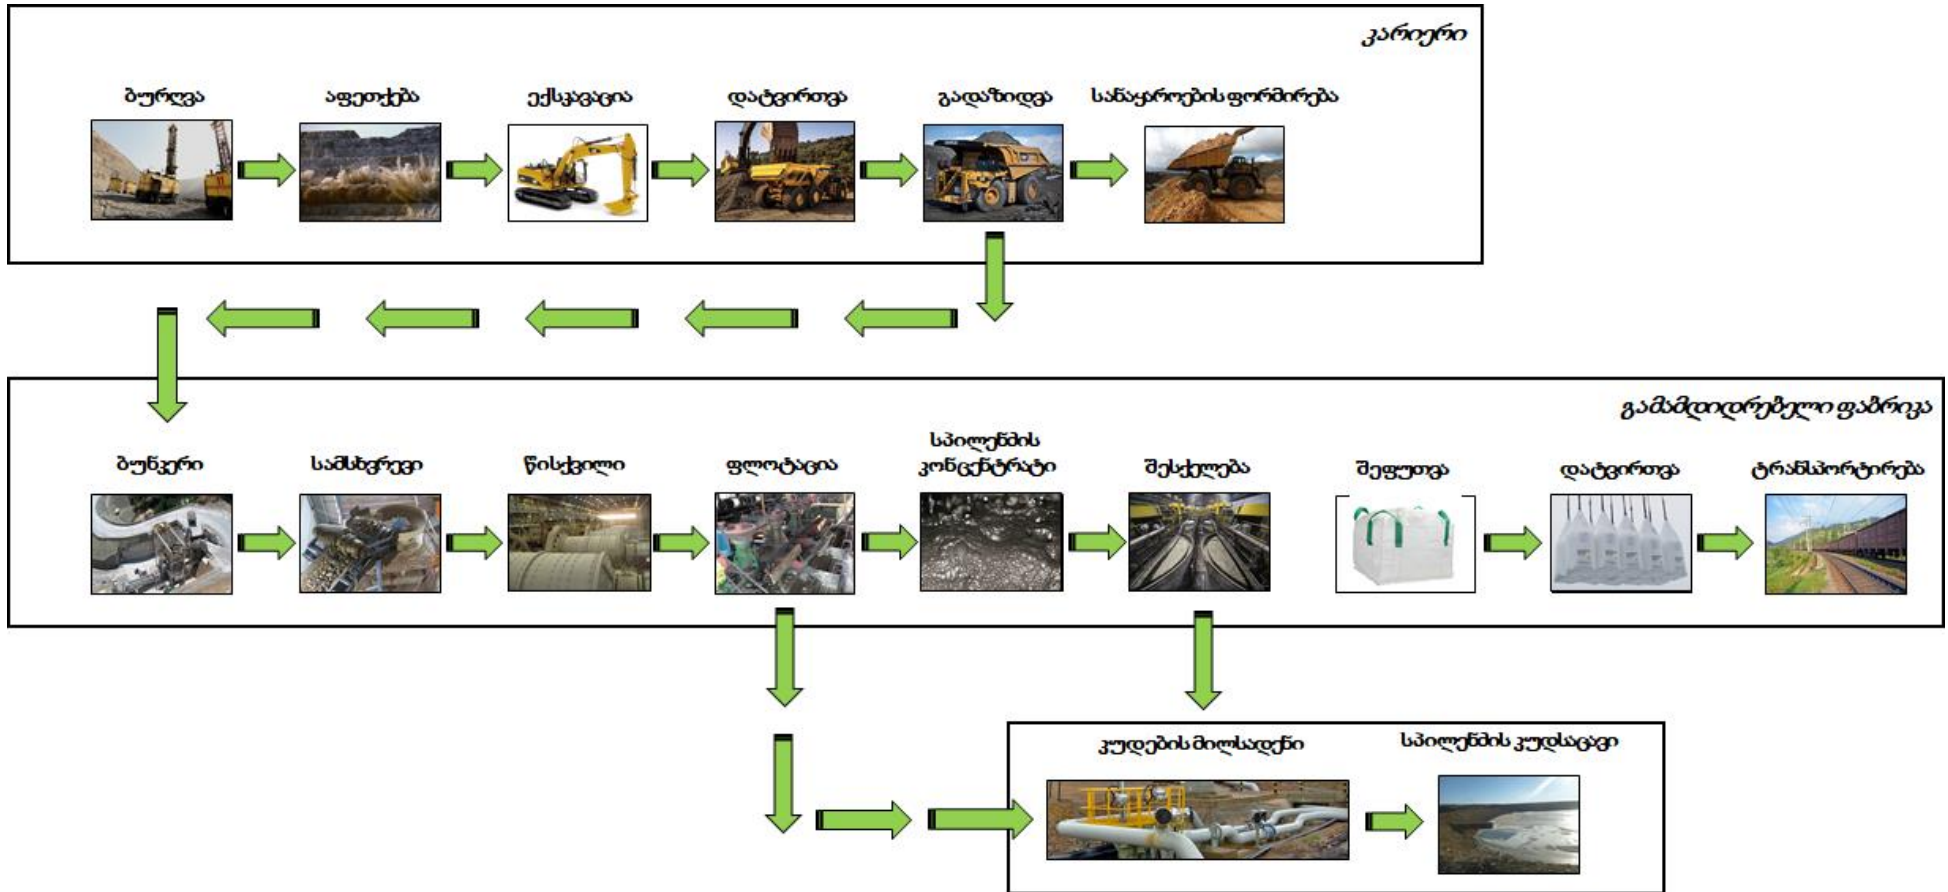 კარიერი
ბურღვა
აფეთქება
ექსკავაცია
დატვირთვა
გადაზიდვა
სანაყაროების ფორმირება
გამამდიდრებელი ფაბრიკა
ბუნკერი
სამსხვრევი
წისქვილი
ფლოტაცია
სპილენძის
კონცენტრატი
შესქელება
შეფუთვა
დატვირთვა
ტრანსპორტირება
კუდების მილსადენი
სპილენძის კუდსაცავი